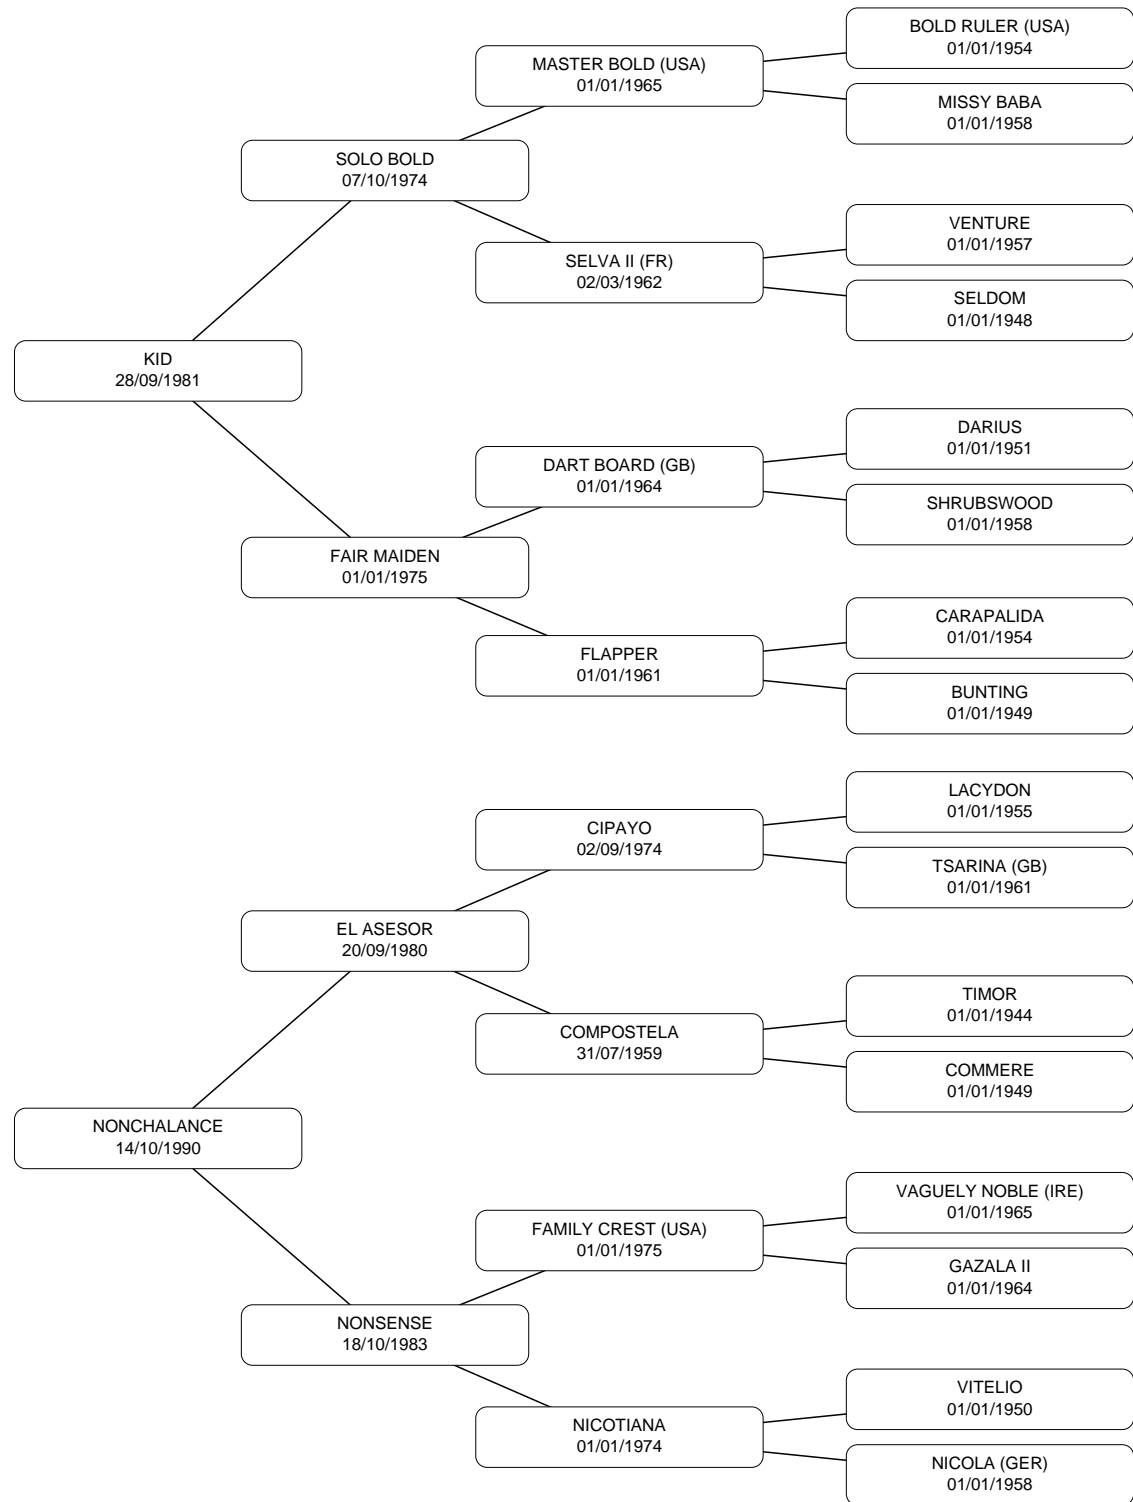 BOLD RULER (USA)
01/01/1954
MASTER BOLD (USA)
01/01/1965
MISSY BABA
01/01/1958
SOLO BOLD
07/10/1974
VENTURE
01/01/1957
SELVA II (FR)
02/03/1962
SELDOM
01/01/1948
KID
28/09/1981
DARIUS
01/01/1951
DART BOARD (GB)
01/01/1964
SHRUBSWOOD
01/01/1958
FAIR MAIDEN
01/01/1975
CARAPALIDA
01/01/1954
FLAPPER
01/01/1961
BUNTING
01/01/1949
LACYDON
01/01/1955
CIPAYO
02/09/1974
TSARINA (GB)
01/01/1961
EL ASESOR
20/09/1980
TIMOR
01/01/1944
COMPOSTELA
31/07/1959
COMMERE
01/01/1949
NONCHALANCE
14/10/1990
VAGUELY NOBLE (IRE)
01/01/1965
FAMILY CREST (USA)
01/01/1975
GAZALA II
01/01/1964
NONSENSE
18/10/1983
VITELIO
01/01/1950
NICOTIANA
01/01/1974
NICOLA (GER)
01/01/1958